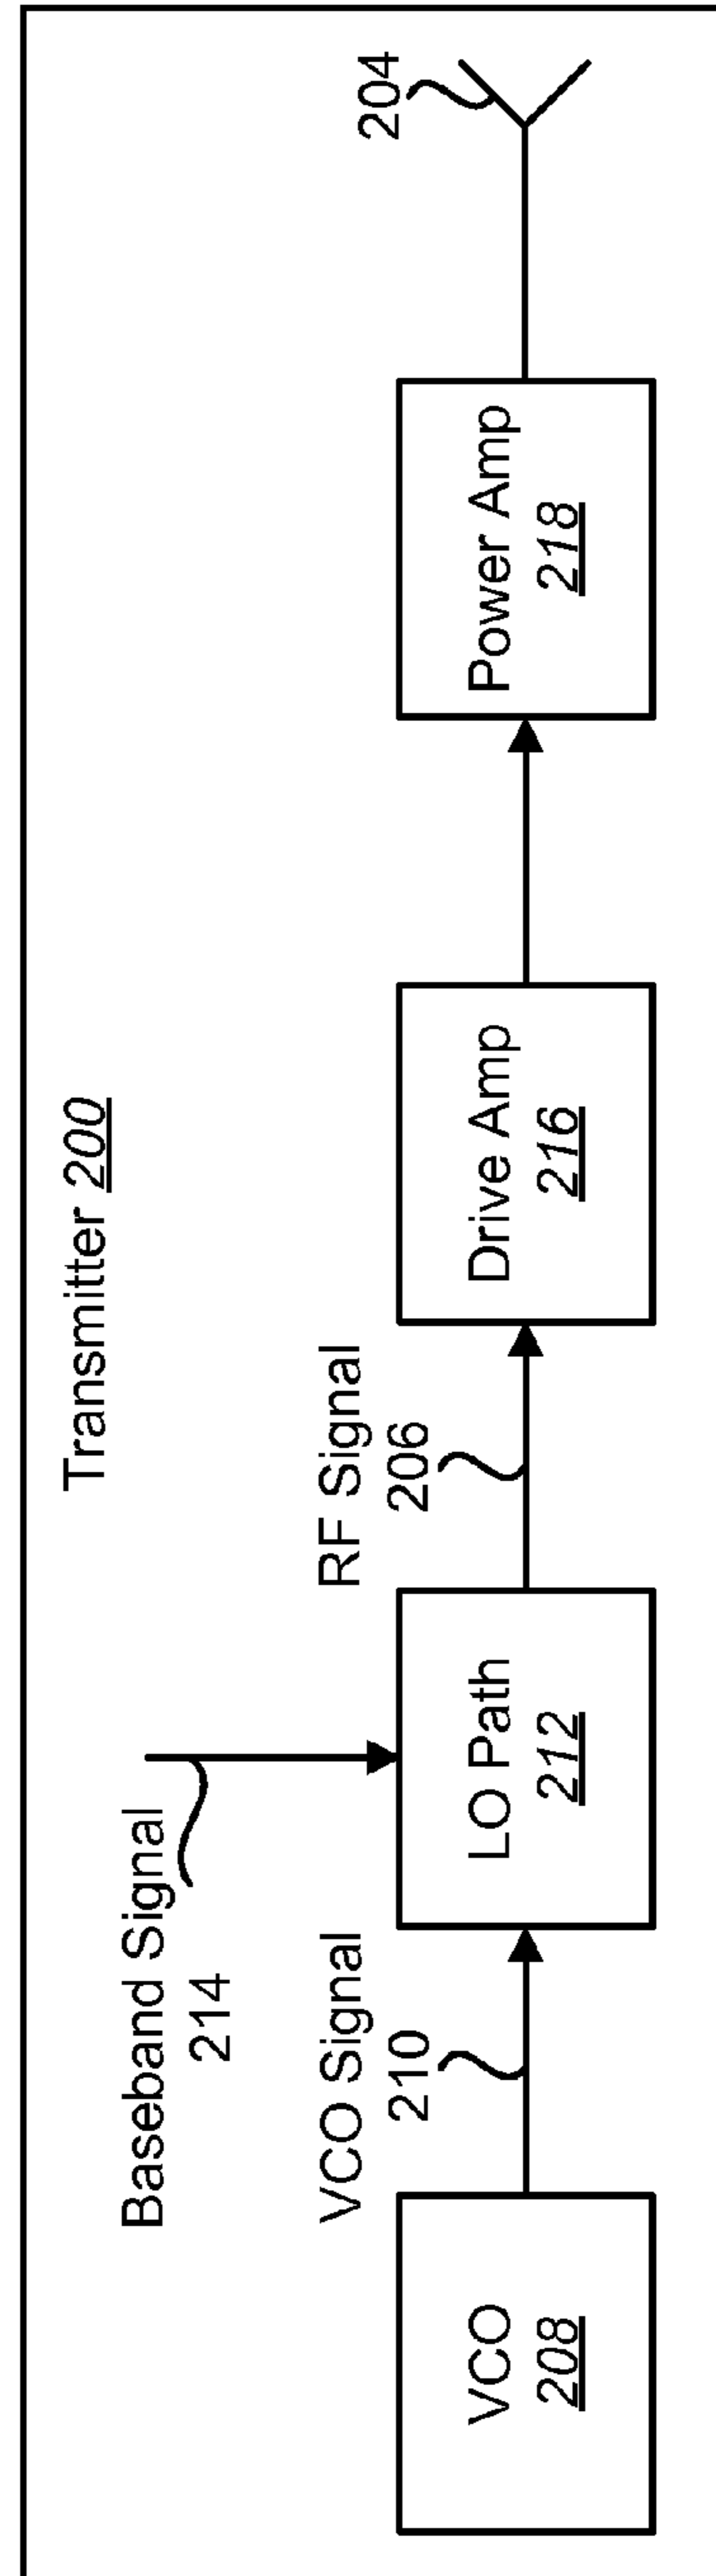 Transmitter 200
Baseband Signal
214
VCO Signal
210
RF Signal
206
204
VCO
208
LO Path
212
Drive Amp
216
Power Amp
218